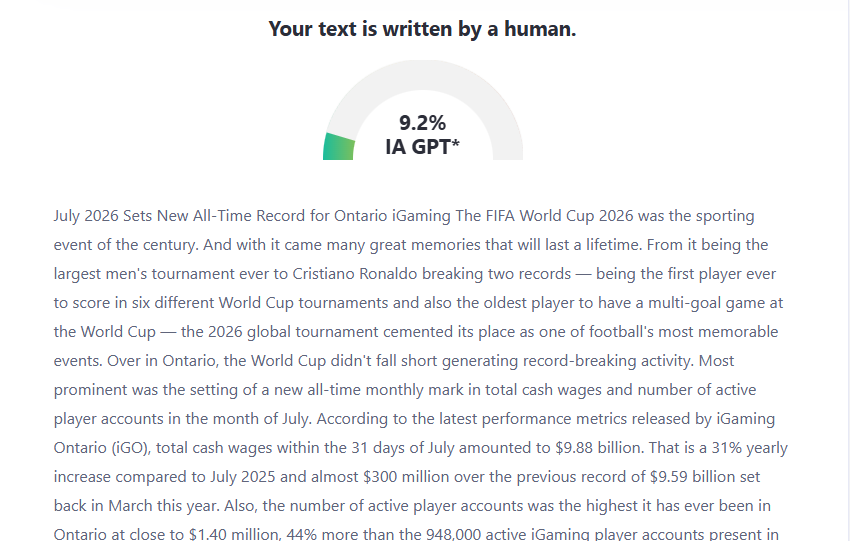 Your text is written by a human.
9.2%
IA GPT*
July 2026 Sets New All-Time Record for Ontario iGaming The FIFA World Cup 2026 was the sporting
event of the century. And with it came many great memories that will last a lifetime. From it being the
largest men's tournament ever to Cristiano Ronaldo breaking two records — being the first player ever
to score in six different World Cup tournaments and also the oldest player to have a multi-goal game at
the World Cup — the 2026 global tournament cemented its place as one of football's most memorable
events. Over in Ontario, the World Cup didn't fall short generating record-breaking activity. Most
prominent was the setting of a new all-time monthly mark in total cash wages and number of active
player accounts in the month of July. According to the latest performance metrics released by iGaming
Ontario (iGO), total cash wages within the 31 days of July amounted to $9.88 billion. That is a 31% yearly
increase compared to July 2025 and almost $300 million over the previous record of $9.59 billion set
back in March this year. Also, the number of active player accounts was the highest it has ever been in
Ontario at close to $1.40 million, 44% more than the 948,000 active iGaming player accounts present in